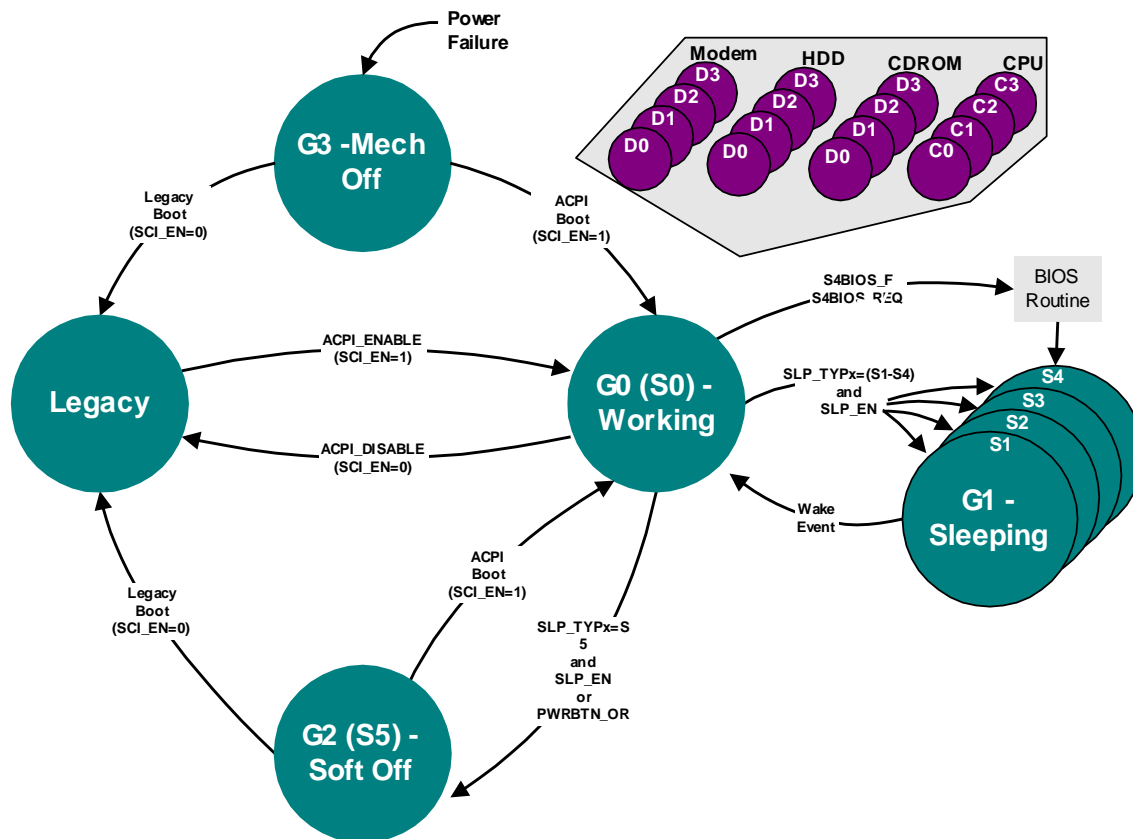 Power
Failure
G3 -Mech
Off
Modem
HDD
CDROM
CPU
D3
D2
D1
D0
D3
D2
D1
D0
D3
D2
D1
D0
C3
C2
C1
C0
Legacy
Boot
(SCI_EN=0)
ACPI
Boot
(SCI_EN=1)
S4BIOS_F
S4BIOS_REQ
BIOS
Routine
ACPI_ENABLE
(SCI_EN=1)
Legacy
G0 (S0) -
Working
SLP_TYPx=(S1-S4)
and
SLP_EN
S4
S3
S2
S1
G1 -
Sleeping
ACPI_DISABLE
(SCI_EN=0)
Wake
Event
ACPI
Boot
(SCI_EN=1)
Legacy
Boot
(SCI_EN=0)
SLP_TYPx=S
5
and
SLP_EN
or
PWRBTN_OR
G2 (S5) -
Soft Off